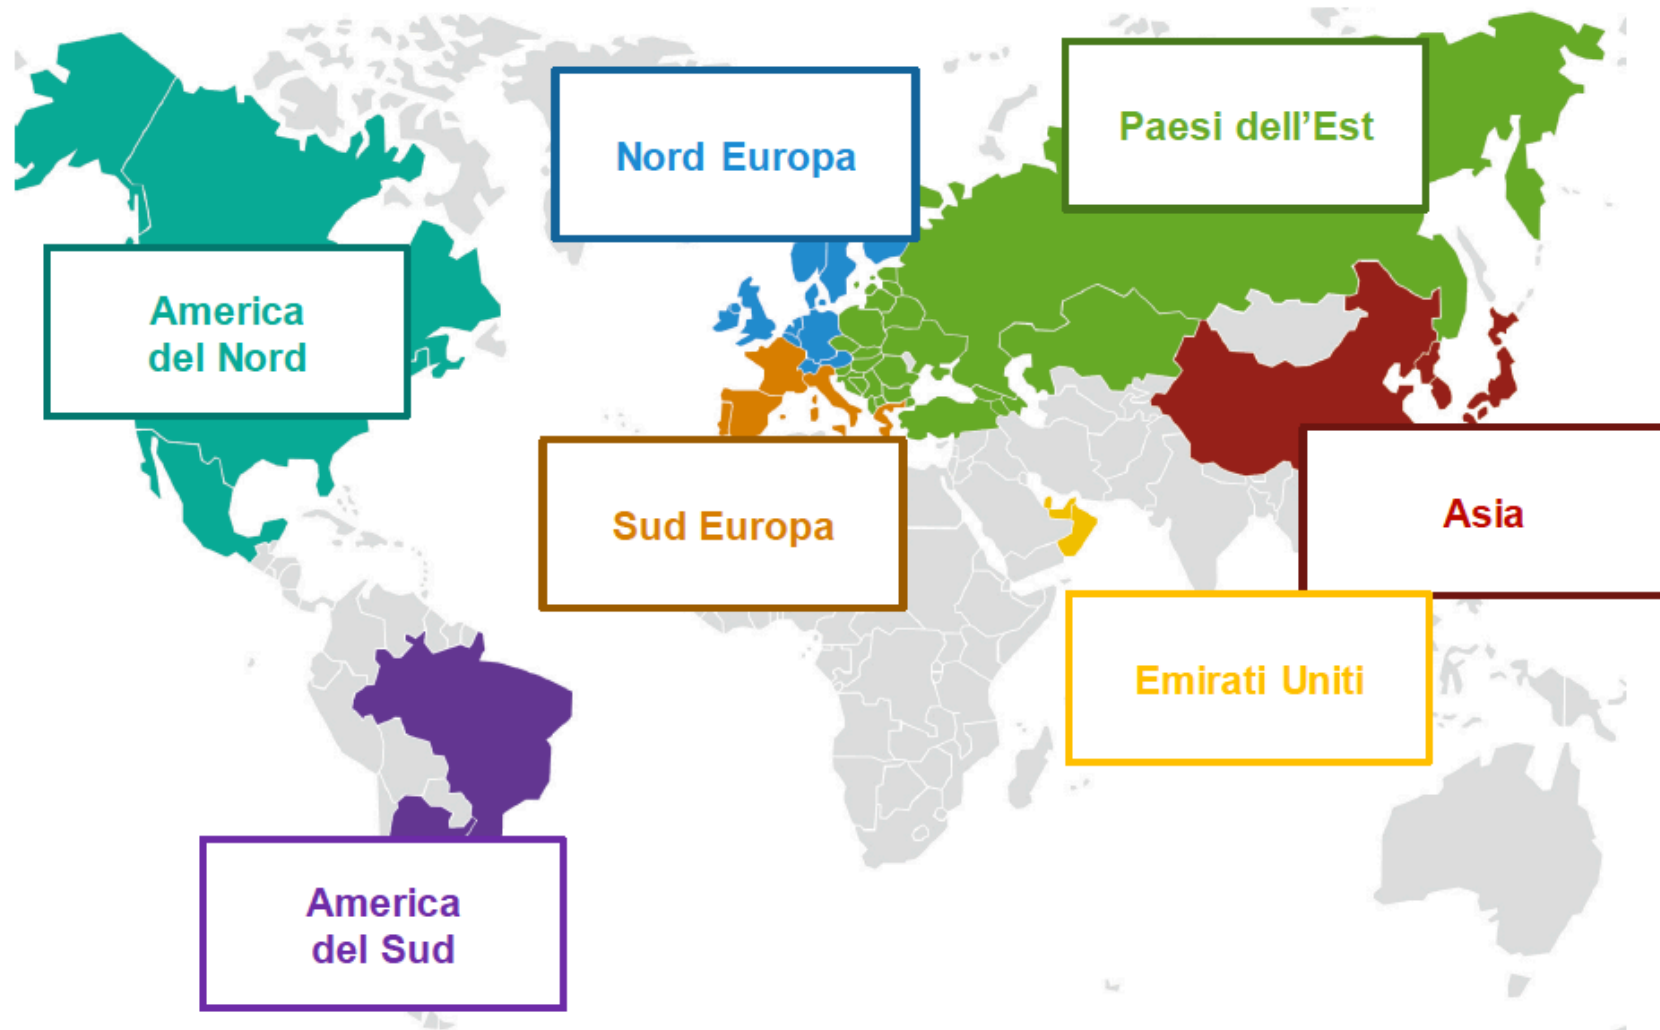 Paesi dell’Est
Nord Europa
America
del Nord
Sud Europa
Asia
Emirati Uniti
America
del Sud